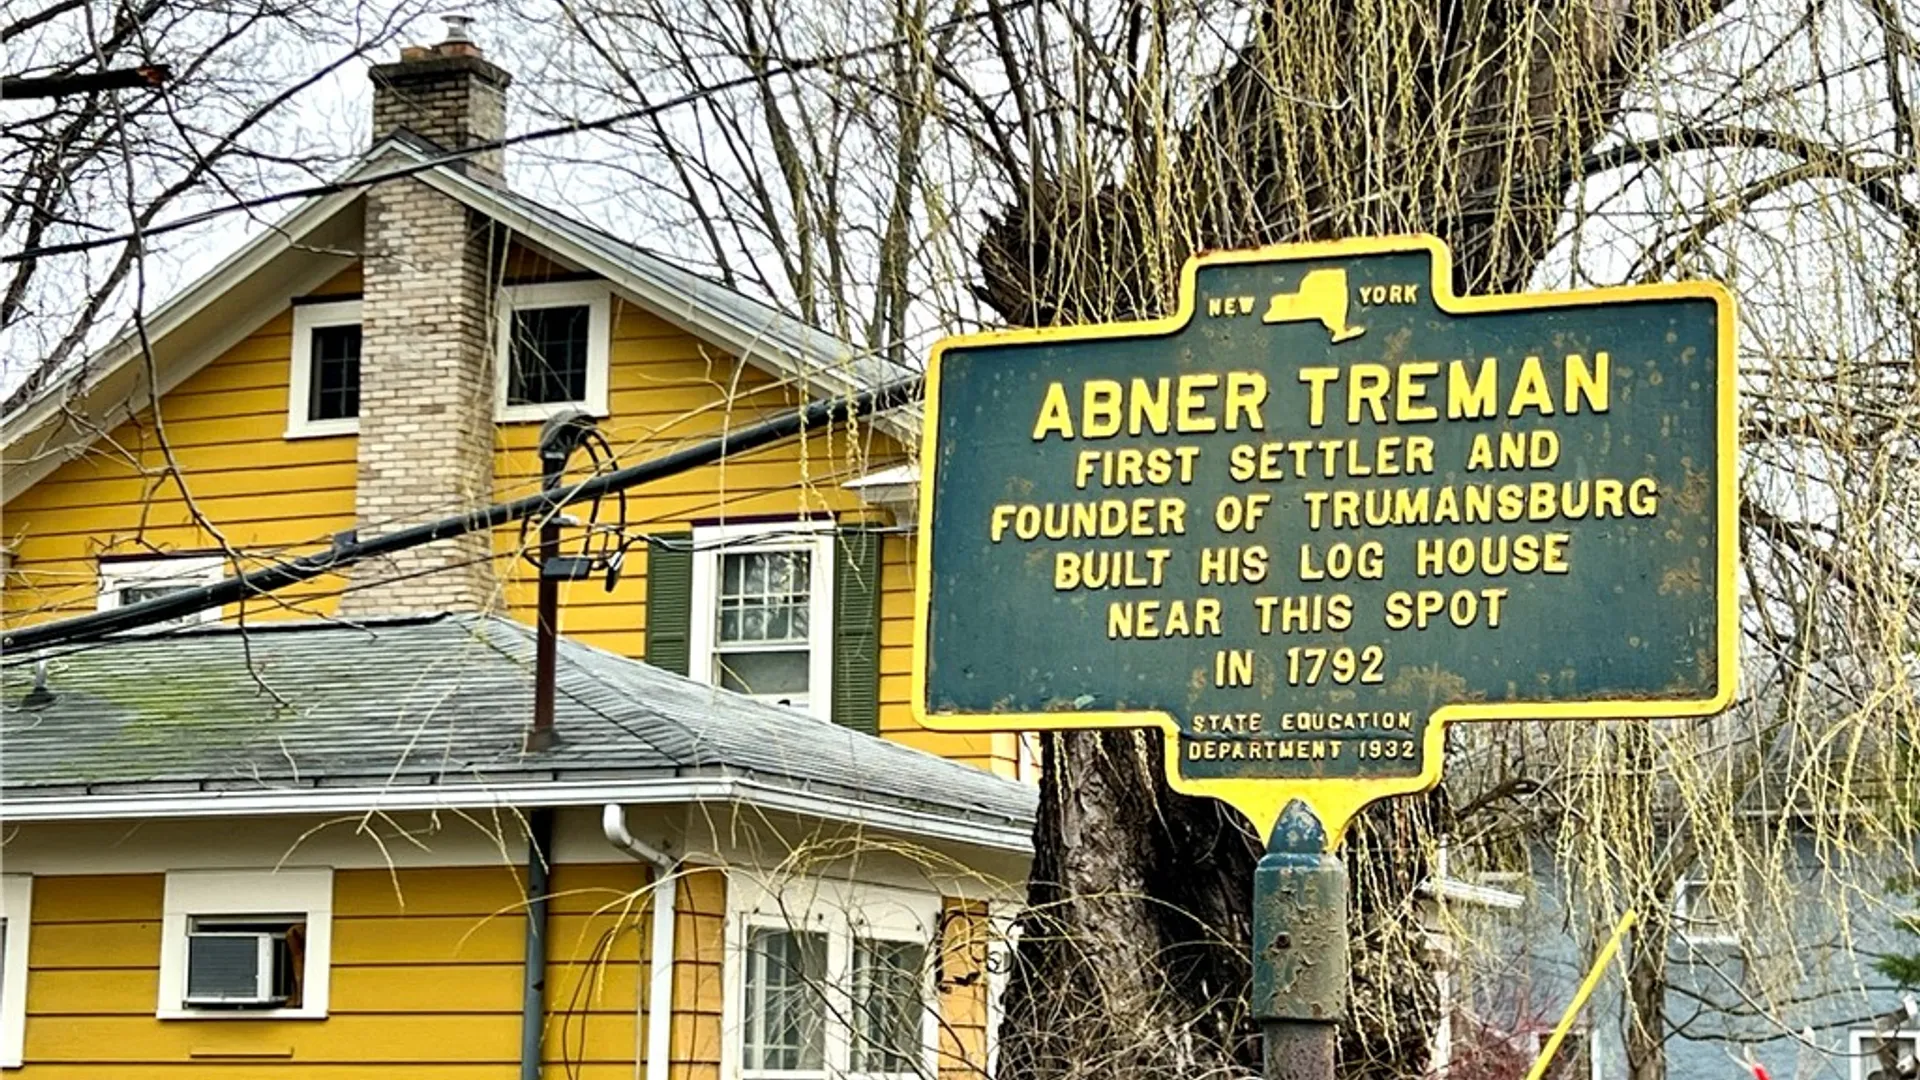 NEW YORK
ABNER TREMAN
FIRST SETTLER AND
FOUNDER OF TRUMANSBURG
BUILT HIS LOG HOUSE
NEAR THIS SPOT
IN 1792
STATE EDUCATION
DEPARTMENT 1932